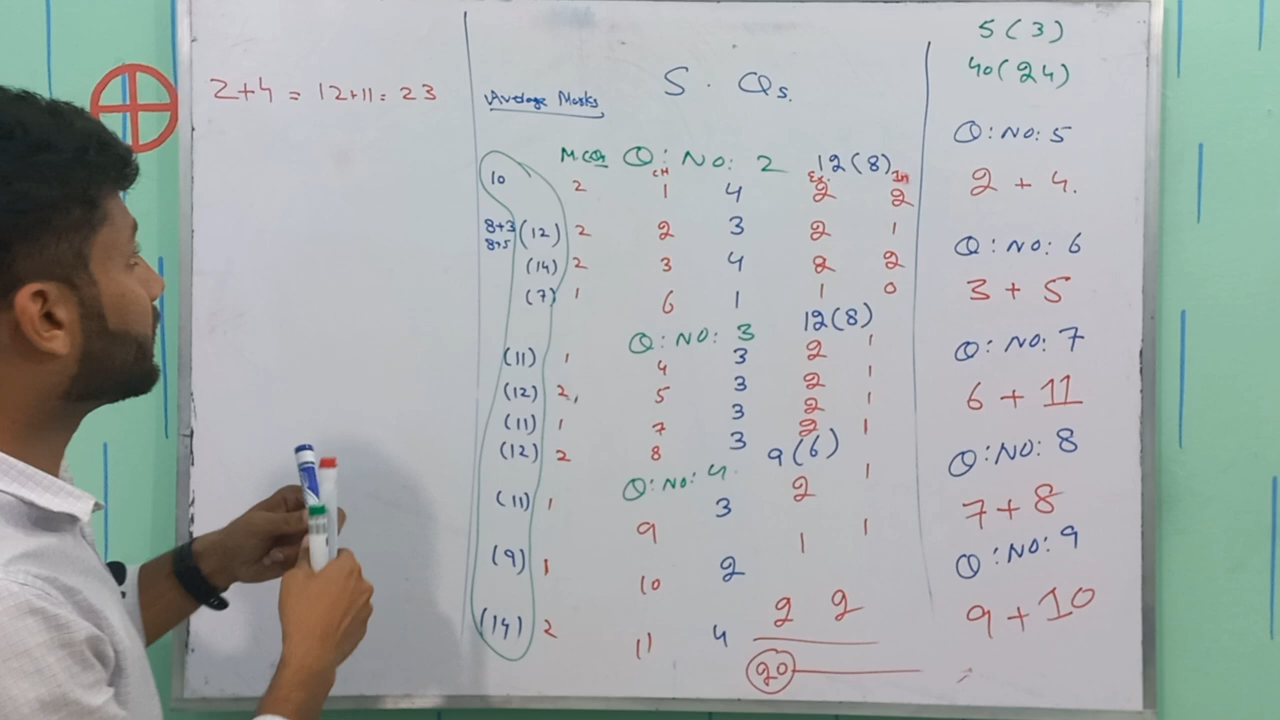 2+4 = 12+11 = 23
Average Marks
S. Qs.
M.CQs Q:No: 2 12(8)
CH Ex. In
10 2 1 4 2 2
8+3 (12) 2 2 3 2 1
8+5
(14) 2 3 4 2 2
(7) 1 6 1 1 0
Q:No: 3 12(8)
(11) 1 4 3 2 1
(12) 2, 5 3 2 1
(11) 1 7 3 2 1
(12) 2 8 3 2 1
Q:No:4. 9(6)
(11) 1 9 3 2 1
(9) 1 10 2 1 1
(14) 2 11 4 2 2
20
5(3)
40(24)
Q:No:5
2+4.
Q:No:6
3+5
Q:No:7
6+11
Q:No:8
7+8
Q:No:9
9+10